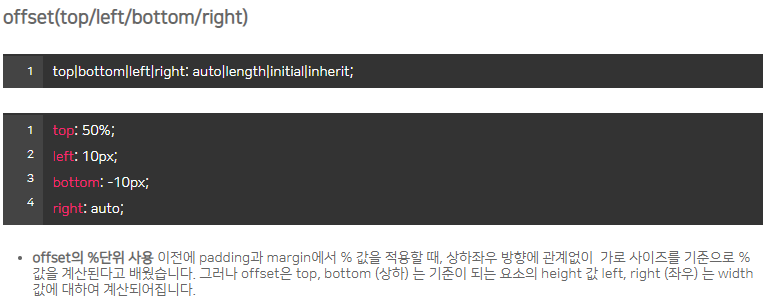 offset(top/left/bottom/right)
1 top|bottom|left|right: auto|length|initial|inherit;
1 top: 50%;
2 left: 10px;
3 bottom: -10px;
4 right: auto;
• offset의 %단위 사용 이전에 padding과 margin에서 % 값을 적용할 때, 상하좌우 방향에 관계없이 가로 사이즈를 기준으로 %
값을 계산된다고 배웠습니다. 그러나 offset은 top, bottom (상하) 는 기준이 되는 요소의 height 값 left, right (좌우) 는 width
값에 대하여 계산되어집니다.